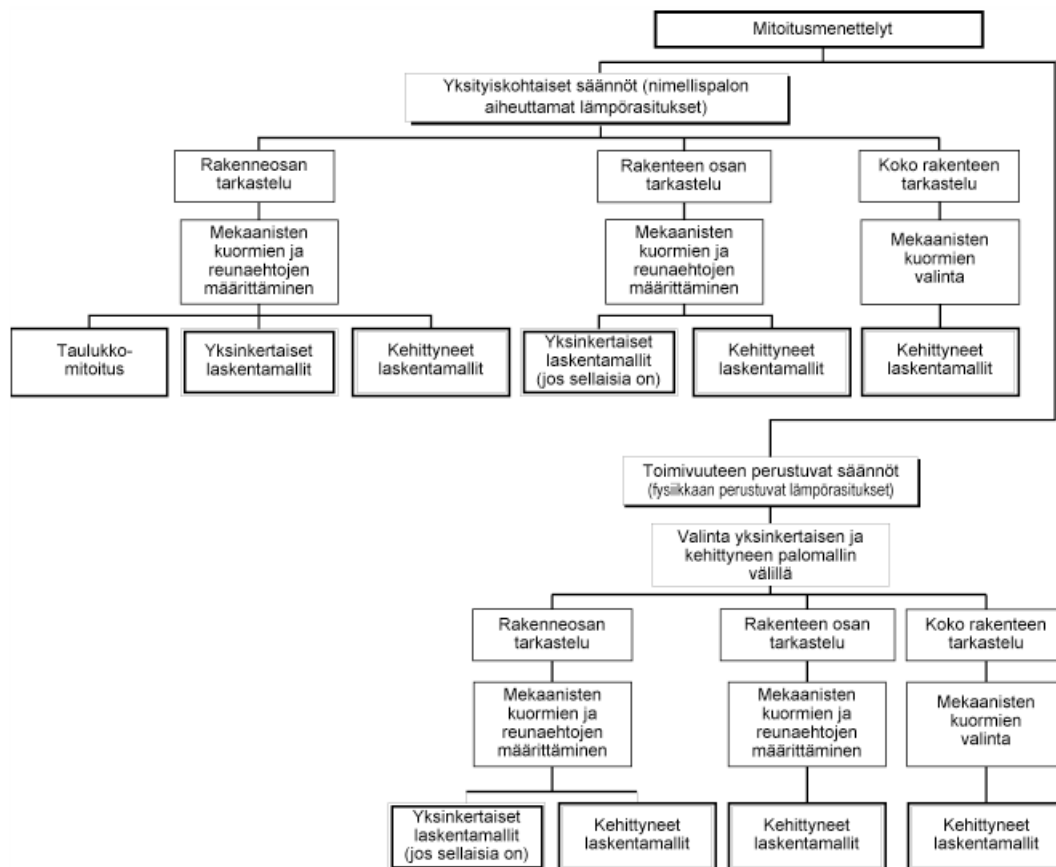 Mitoitusmenettelyt
Yksityiskohtaiset säännöt (nimellispalon
aiheuttamat lämpörasitukset)
Rakenneosan
tarkastelu
Rakenteen osan
tarkastelu
Koko rakenteen
tarkastelu
Mekaanisten
kuormien ja
reunaehtojen
määrittäminen
Mekaanisten
kuormien ja
reunaehtojen
määrittäminen
Mekaanisten
kuormien
valinta
Taulukko-
mitoitus
Yksinkertaiset
laskentamallit
Kehittyneet
laskentamallit
Yksinkertaiset
laskentamallit
(jos sellaisia on)
Kehittyneet
laskentamallit
Kehittyneet
laskentamallit
Toimivuuteen perustuvat säännöt
(fysiikkaan perustuvat lämpörasitukset)
Valinta yksinkertaisen ja
kehittyneen palomallin
välillä
Rakenneosan
tarkastelu
Rakenteen osan
tarkastelu
Koko rakenteen
tarkastelu
Mekaanisten
kuormien ja
reunaehtojen
määrittäminen
Mekaanisten
kuormien ja
reunaehtojen
määrittäminen
Mekaanisten
kuormien
valinta
Yksinkertaiset
laskentamallit
(jos sellaisia on)
Kehittyneet
laskentamallit
Kehittyneet
laskentamallit
Kehittyneet
laskentamallit